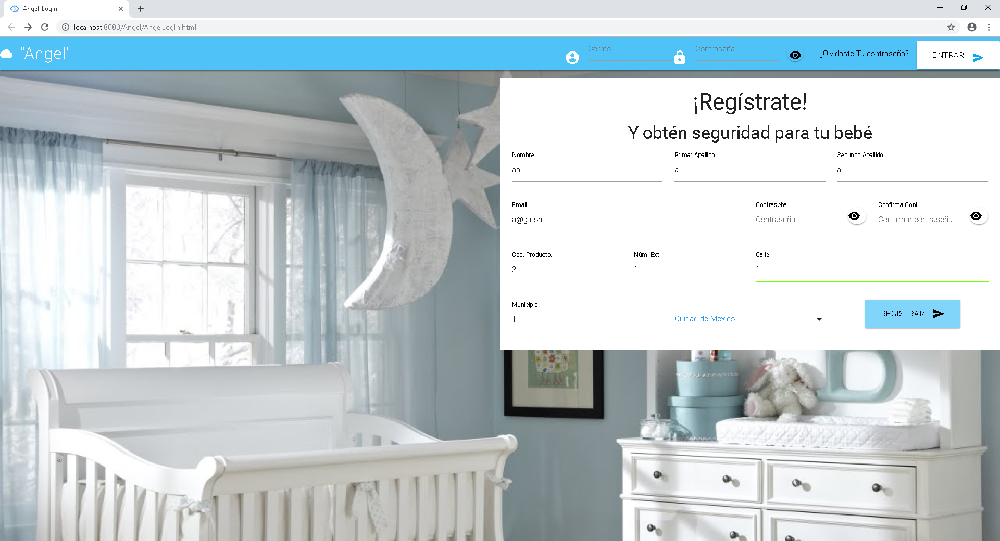 Angel-LogIn
localhost:8080/Angel/AngelLogIn.html
"Angel"
Correo
Contraseña
¿Olvidaste Tu contraseña?
ENTRAR
¡Regístrate!
Y obtén seguridad para tu bebé
Nombre
Primer Apellido
Segundo Apellido
aa
a
a
Email:
Contraseña:
Confirma Cont.
a@g.com
Contraseña
Confirmar contraseña
Cod. Producto:
Núm. Ext.
Calle:
2
1
1
Municipio:
1
Ciudad de Mexico
REGISTRAR